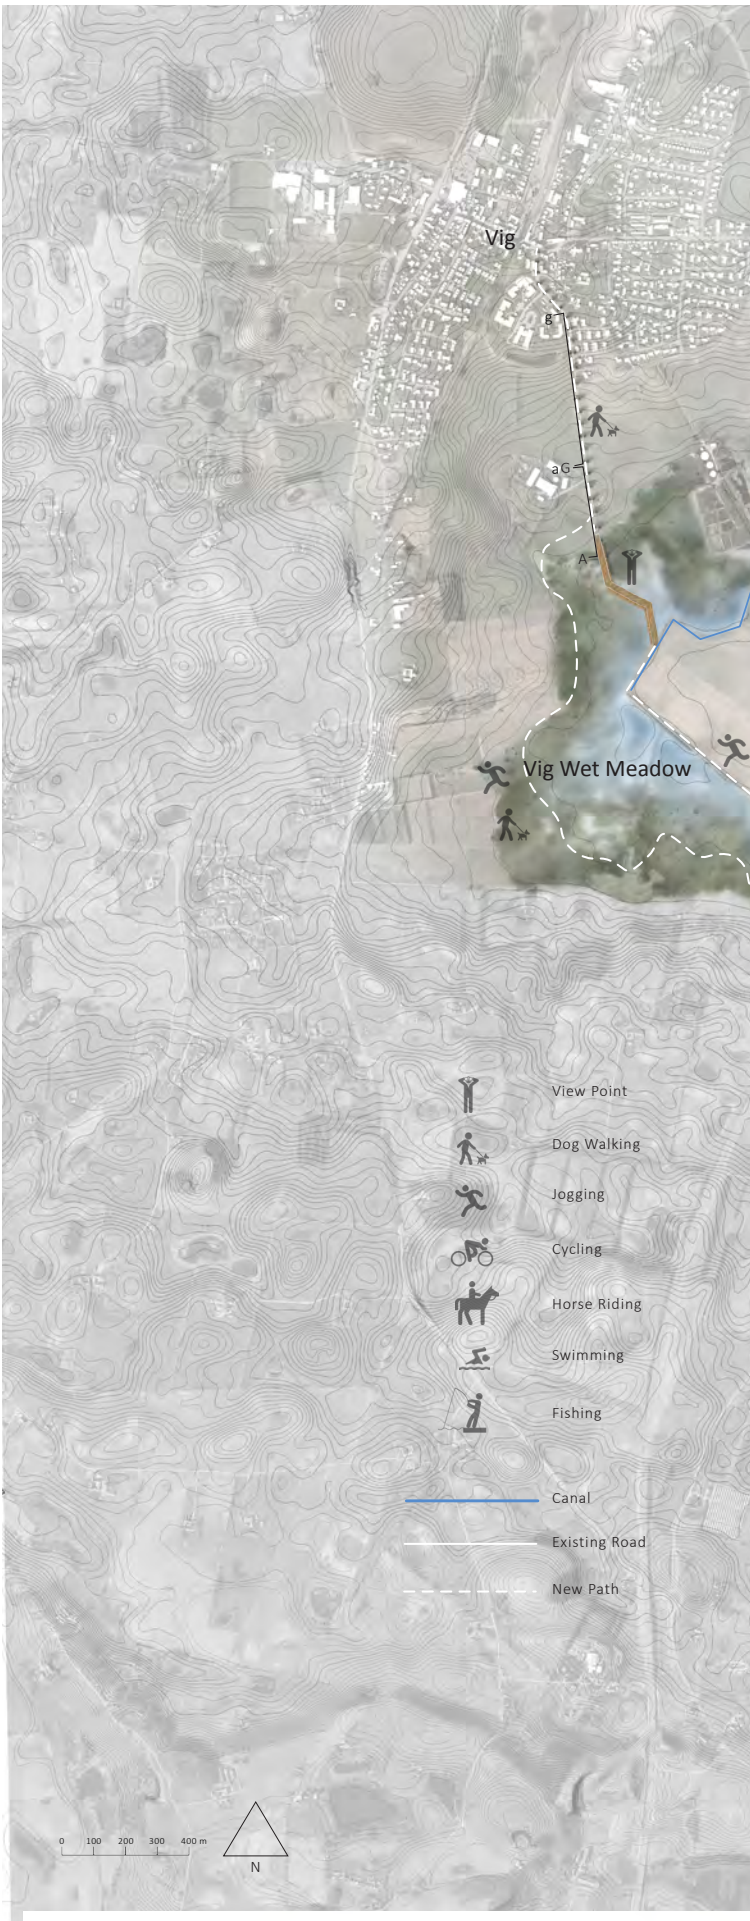 Vig
g
aG
A
Vig Wet Meadow
View Point
Dog Walking
Jogging
Cycling
Horse Riding
Swimming
Fishing
Canal
Existing Road
New Path
0 100 200 300 400 m
N